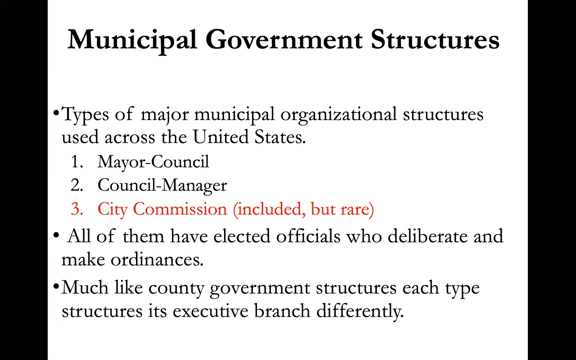 Municipal Government Structures
•Types of major municipal organizational structures
used across the United States.
1. Mayor-Council
2. Council-Manager
3. City Commission (included, but rare)
• All of them have elected officials who deliberate and
make ordinances.
•Much like county government structures each type
structures its executive branch differently.